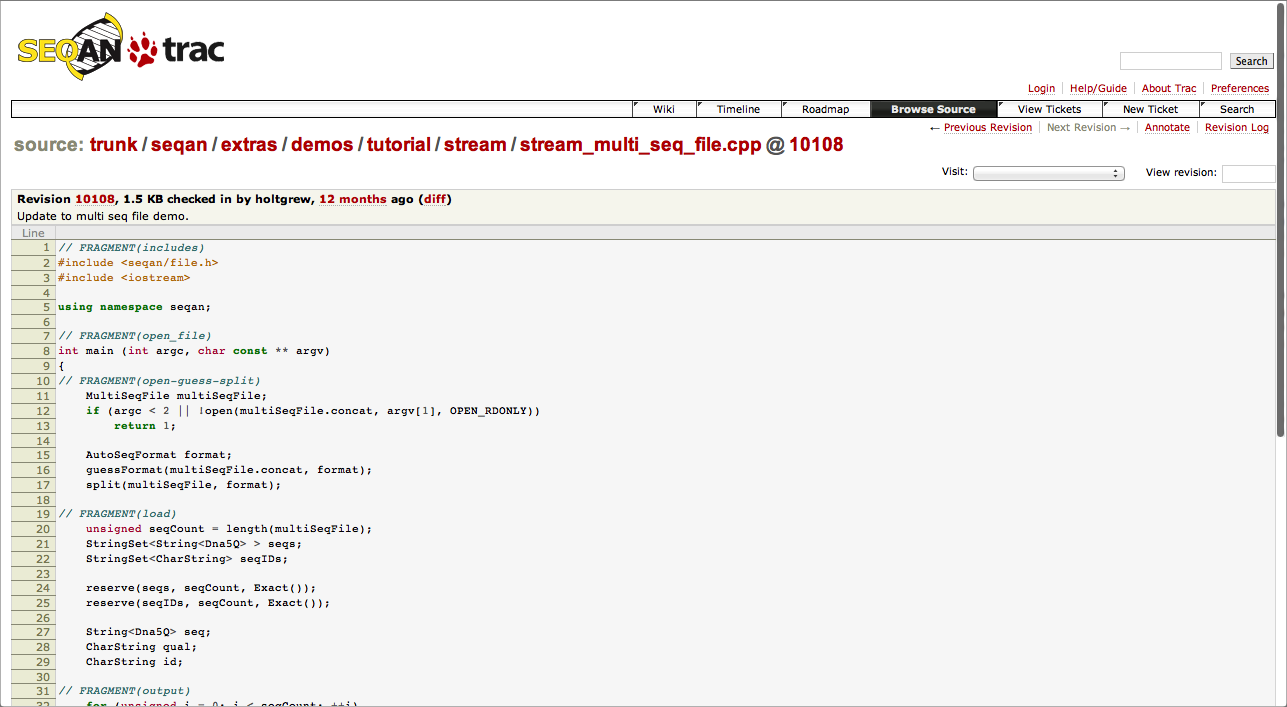 SEQAN trac
Search
Login Help/Guide About Trac Preferences
Wiki Timeline Roadmap Browse Source View Tickets New Ticket Search
← Previous Revision Next Revision → Annotate Revision Log
source: trunk / seqan / extras / demos / tutorial / stream / stream_multi_seq_file.cpp @ 10108
Visit: View revision:
Revision 10108, 1.5 KB checked in by holtgrew, 12 months ago (diff)
Update to multi seq file demo.
Line
1 // FRAGMENT(includes)
2 #include <seqan/file.h>
3 #include <iostream>
4
5 using namespace seqan;
6
7 // FRAGMENT(open_file)
8 int main (int argc, char const ** argv)
9 {
10 // FRAGMENT(open-guess-split)
11     MultiSeqFile multiSeqFile;
12     if (argc < 2 || !open(multiSeqFile.concat, argv[1], OPEN_RDONLY))
13         return 1;
14
15     AutoSeqFormat format;
16     guessFormat(multiSeqFile.concat, format);
17     split(multiSeqFile, format);
18
19 // FRAGMENT(load)
20     unsigned seqCount = length(multiSeqFile);
21     StringSet<String<Dna5Q> > seqs;
22     StringSet<CharString> seqIDs;
23
24     reserve(seqs, seqCount, Exact());
25     reserve(seqIDs, seqCount, Exact());
26
27     String<Dna5Q> seq;
28     CharString qual;
29     CharString id;
30
31 // FRAGMENT(output)
32     for (unsigned i = 0; i < seqCount; ++i)